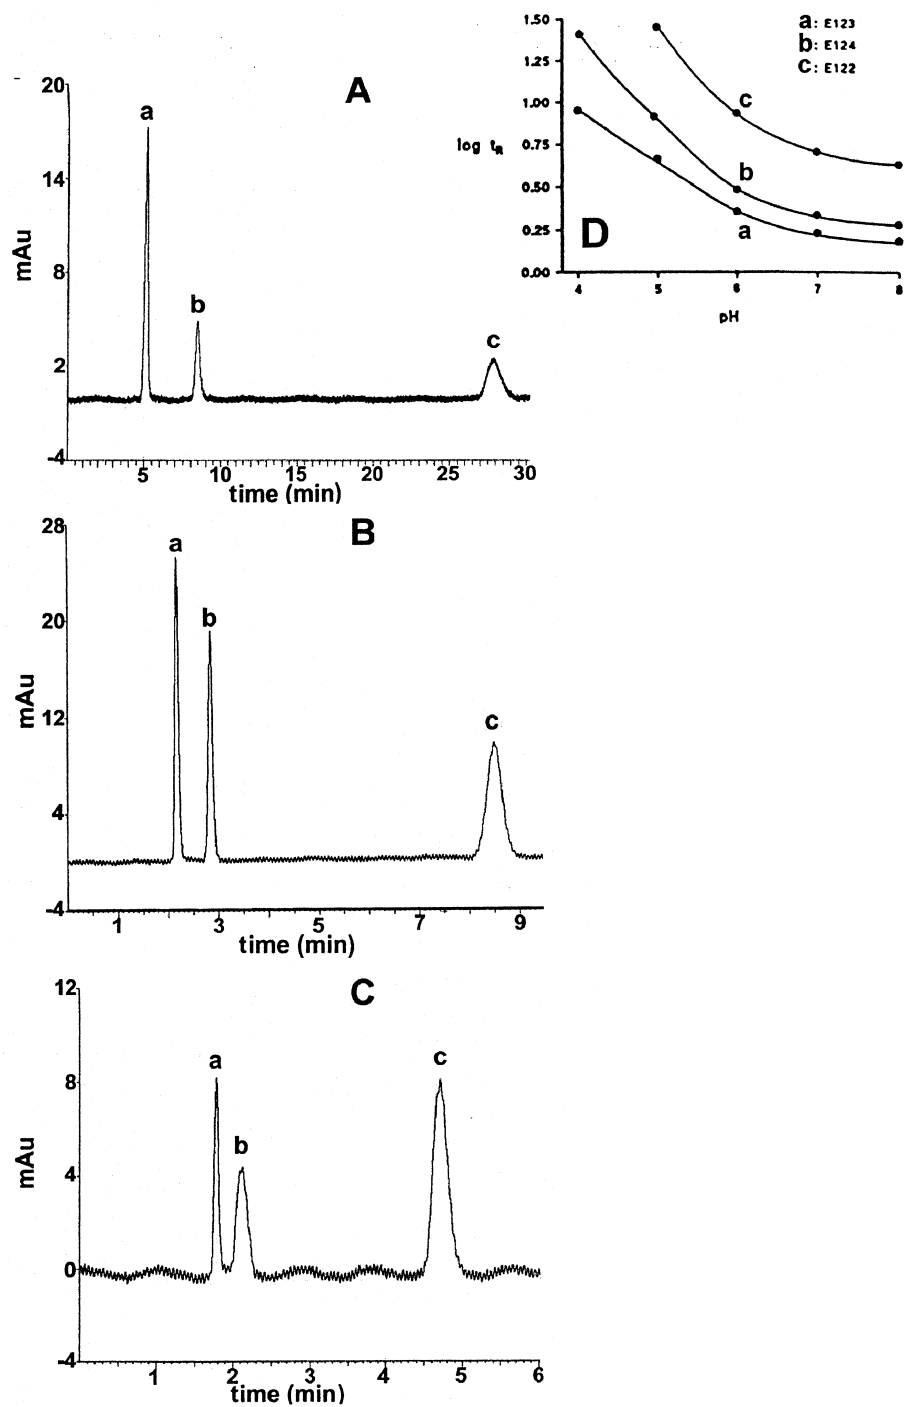 A
20
14
8
2
-4
mAu
a
b
c
5 10 15 20 25 30
time (min)
D
a: E123
b: E124
c: E122
1.50
1.25
1.00
0.75
0.50
0.25
0.00
log tR
c
b
a
4 5 6 7 8
pH
B
28
20
12
4
-4
mAu
a
b
c
1 3 5 7 9
time (min)
C
12
8
4
0
-4
mAu
a
b
c
1 2 3 4 5 6
time (min)